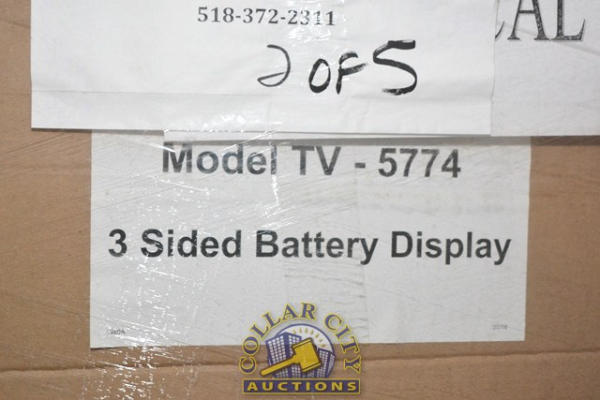 518-372-2311
2 OF 5
Model TV - 5774
3 Sided Battery Display
COLLAR CITY
AUCTIONS